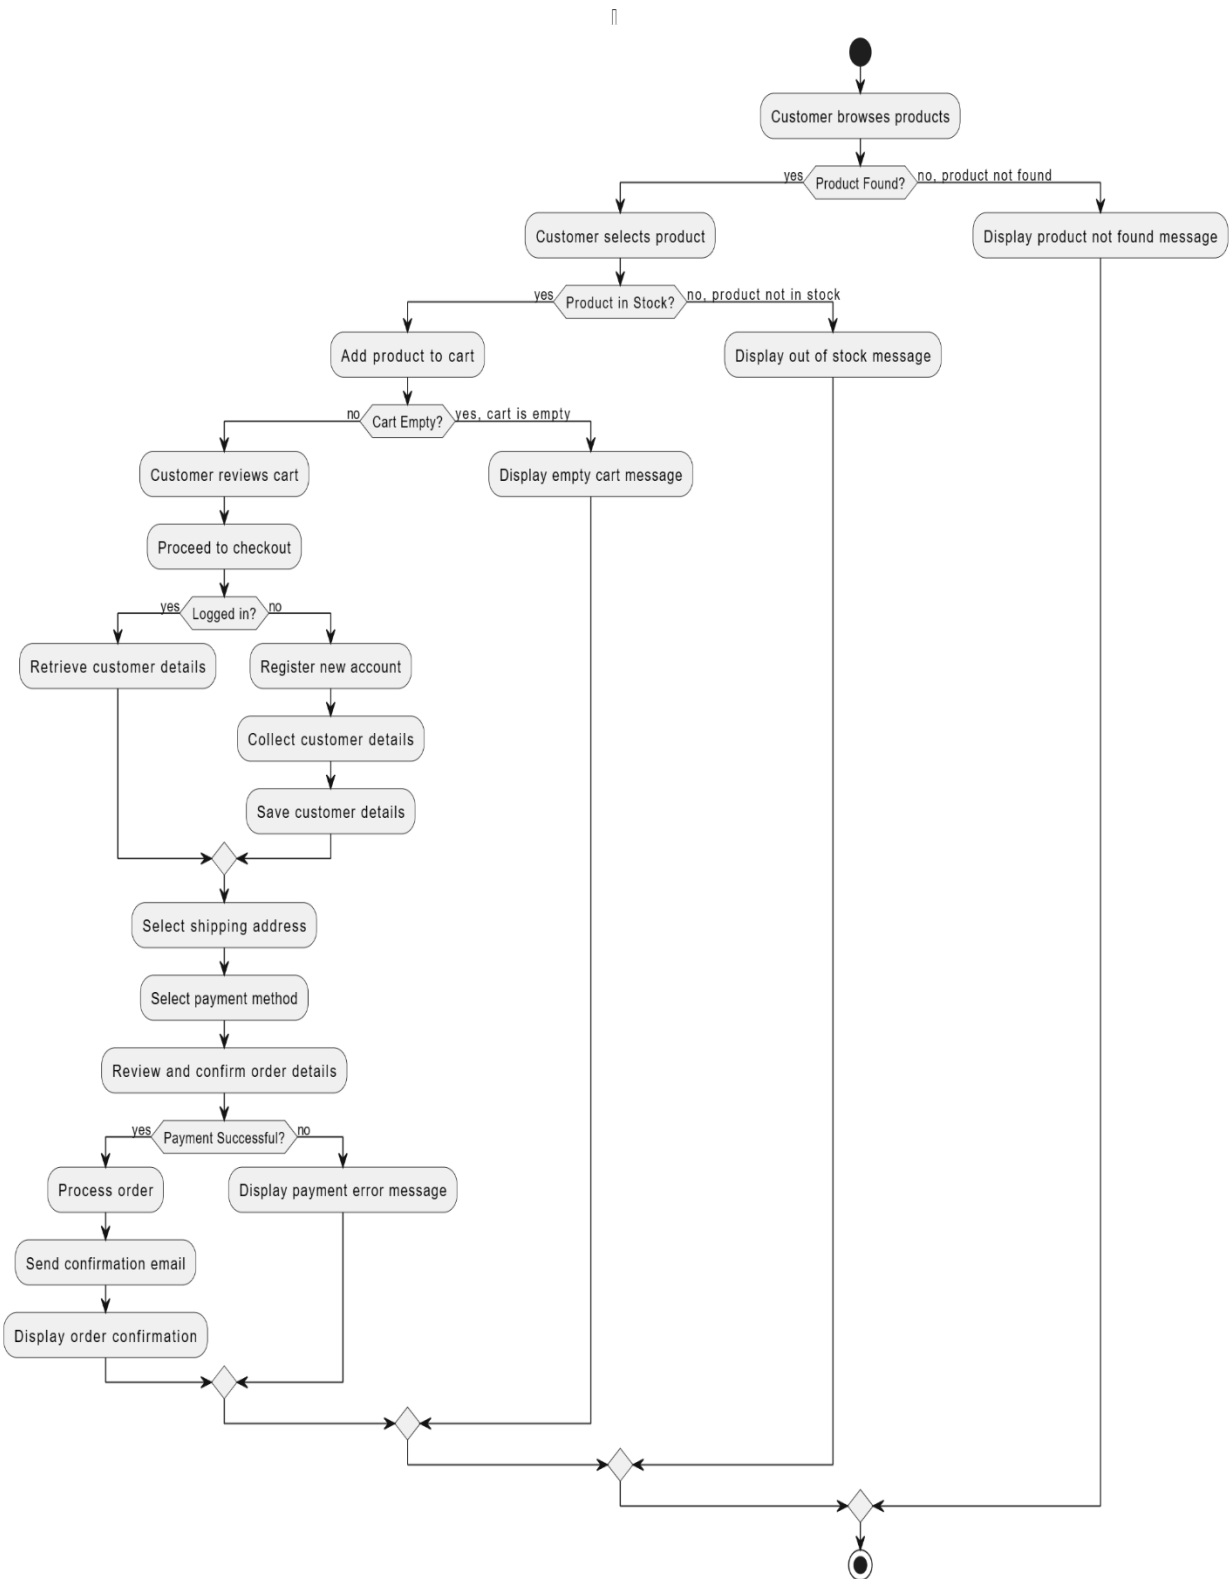 Customer browses products
yes
Product Found?
no, product not found
Customer selects product
Display product not found message
yes
Product in Stock?
no, product not in stock
Add product to cart
Display out of stock message
no
Cart Empty?
yes, cart is empty
Customer reviews cart
Display empty cart message
Proceed to checkout
yes
Logged in?
no
Retrieve customer details
Register new account
Collect customer details
Save customer details
Select shipping address
Select payment method
Review and confirm order details
yes
Payment Successful?
no
Process order
Display payment error message
Send confirmation email
Display order confirmation